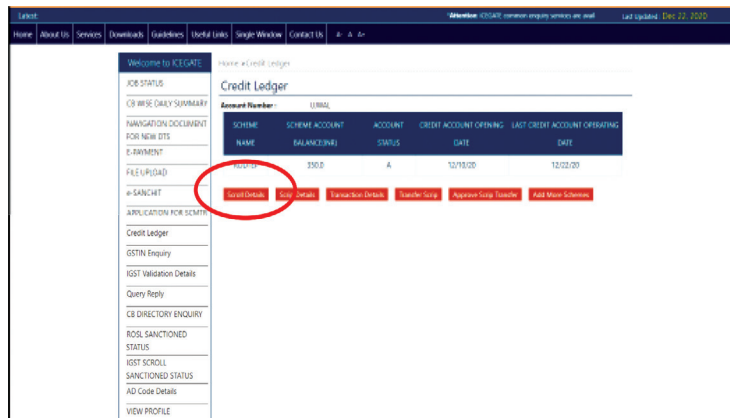 Latest:
*Attention: ICEGATE common enquiry services are avail
Last Updated : Dec 22, 2020
Home About Us Services Downloads Guidelines Useful Links Single Window Contact Us A- A A+
Welcome to ICEGATE
JOB STATUS
CB WISE DAILY SUMMARY
NAVIGATION DOCUMENT
FOR NEW DTS
E-PAYMENT
FILE UPLOAD
e-SANCHIT
APPLICATION FOR SCMTR
Credit Ledger
GSTIN Enquiry
IGST Validation Details
Query Reply
CB DIRECTORY ENQUIRY
ROSL SANCTIONED
STATUS
IGST SCROLL
SANCTIONED STATUS
AD Code Details
VIEW PROFILE
Home »Credit Ledger
Credit Ledger
Account Number -
SCHEME SCHEME ACCOUNT ACCOUNT CREDIT ACCOUNT OPENING LAST CREDIT ACCOUNT OPERATING
NAME BALANCE(INR) STATUS DATE DATE
350.0 A 12/13/20 12/22/20
Scroll Details Scrip Details Transaction Details Transfer Scrip Approve Scrip Transfer Add More Schemes